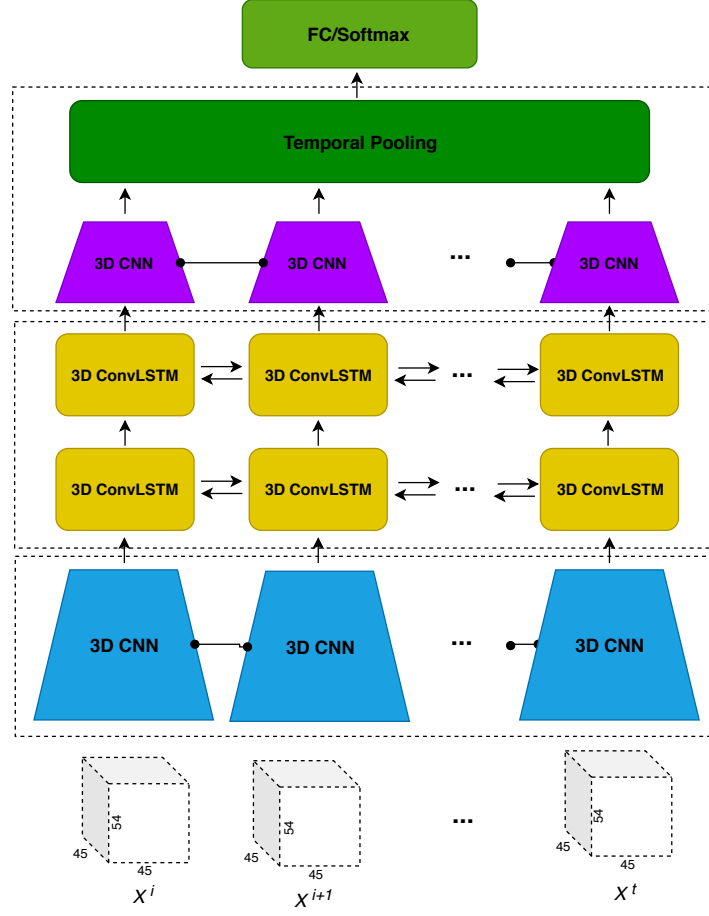 FC/Softmax
Temporal Pooling
3D CNN 3D CNN ... 3D CNN
3D ConvLSTM 3D ConvLSTM ... 3D ConvLSTM
3D ConvLSTM 3D ConvLSTM ... 3D ConvLSTM
3D CNN 3D CNN ... 3D CNN
54 54 ... 54
45 45 45
45 45 45
X^i X^{i+1} X^t